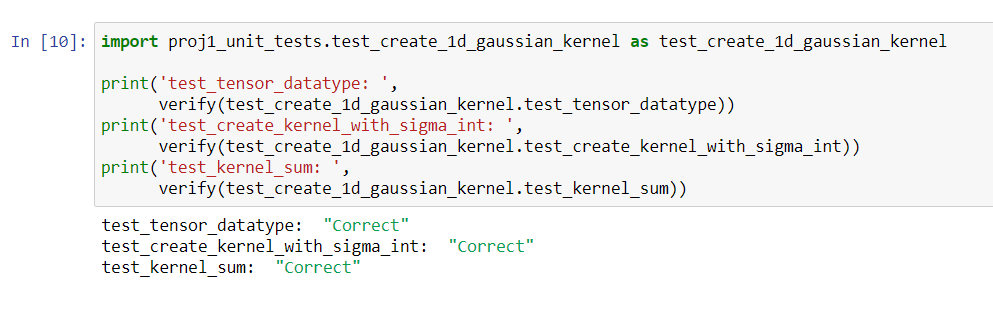 In [10]: import proj1_unit_tests.test_create_1d_gaussian_kernel as test_create_1d_gaussian_kernel
print('test_tensor_datatype: ',
verify(test_create_1d_gaussian_kernel.test_tensor_datatype))
print('test_create_kernel_with_sigma_int: ',
verify(test_create_1d_gaussian_kernel.test_create_kernel_with_sigma_int))
print('test_kernel_sum: ',
verify(test_create_1d_gaussian_kernel.test_kernel_sum))
test_tensor_datatype:  "Correct"
test_create_kernel_with_sigma_int:  "Correct"
test_kernel_sum:  "Correct"